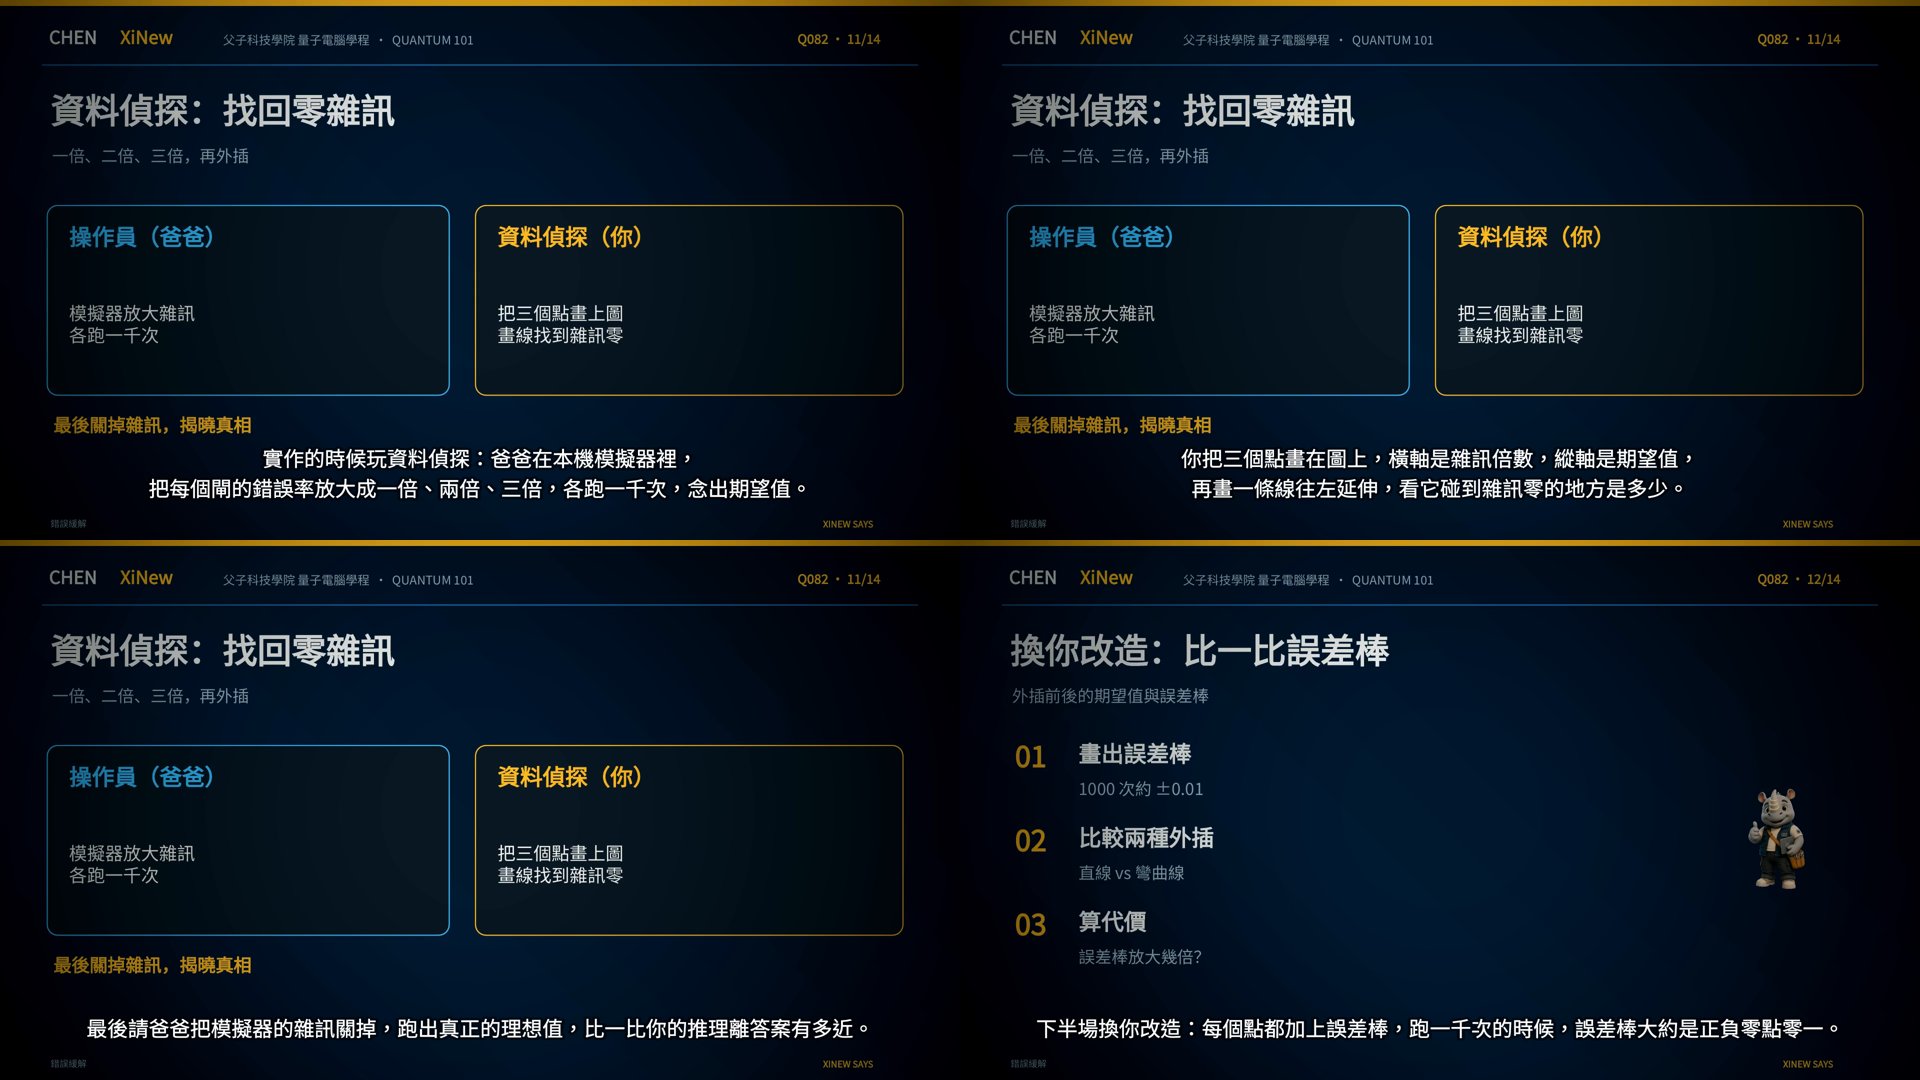 CHEN XiNew 父子科技學院 量子電腦學程 · QUANTUM 101 Q082 · 11/14
資料偵探：找回零雜訊
一倍、二倍、三倍，再外插
操作員（爸爸）
模擬器放大雜訊
各跑一千次
資料偵探（你）
把三個點畫上圖
畫線找到雜訊零
最後關掉雜訊，揭曉真相
實作的時候玩資料偵探：爸爸在本機模擬器裡，
把每個閘的錯誤率放大成一倍、兩倍、三倍，各跑一千次，念出期望值。
錯誤緩解 XINEW SAYS
CHEN XiNew 父子科技學院 量子電腦學程 · QUANTUM 101 Q082 · 11/14
資料偵探：找回零雜訊
一倍、二倍、三倍，再外插
操作員（爸爸）
模擬器放大雜訊
各跑一千次
資料偵探（你）
把三個點畫上圖
畫線找到雜訊零
最後關掉雜訊，揭曉真相
你把三個點畫在圖上，橫軸是雜訊倍數，縱軸是期望值，
再畫一條線往左延伸，看它碰到雜訊零的地方是多少。
錯誤緩解 XINEW SAYS
CHEN XiNew 父子科技學院 量子電腦學程 · QUANTUM 101 Q082 · 11/14
資料偵探：找回零雜訊
一倍、二倍、三倍，再外插
操作員（爸爸）
模擬器放大雜訊
各跑一千次
資料偵探（你）
把三個點畫上圖
畫線找到雜訊零
最後關掉雜訊，揭曉真相
最後請爸爸把模擬器的雜訊關掉，跑出真正的理想值，比一比你的推理離答案有多近。
錯誤緩解 XINEW SAYS
CHEN XiNew 父子科技學院 量子電腦學程 · QUANTUM 101 Q082 · 12/14
換你改造：比一比誤差棒
外插前後的期望值與誤差棒
01 畫出誤差棒
1000 次約 ±0.01
02 比較兩種外插
直線 vs 彎曲線
03 算代價
誤差棒放大幾倍？
下半場換你改造：每個點都加上誤差棒，跑一千次的時候，誤差棒大約是正負零點零一。
錯誤緩解 XINEW SAYS